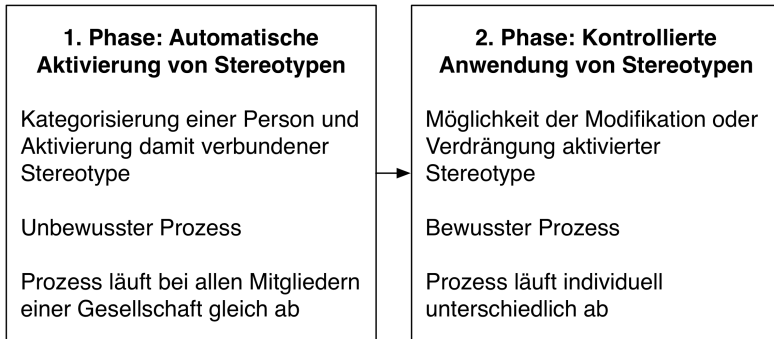 1. Phase: Automatische
Aktivierung von Stereotypen
Kategorisierung einer Person und
Aktivierung damit verbundener
Stereotype
Unbewusster Prozess
Prozess läuft bei allen Mitgliedern
einer Gesellschaft gleich ab
2. Phase: Kontrollierte
Anwendung von Stereotypen
Möglichkeit der Modifikation oder
Verdrängung aktivierter
Stereotype
Bewusster Prozess
Prozess läuft individuell
unterschiedlich ab